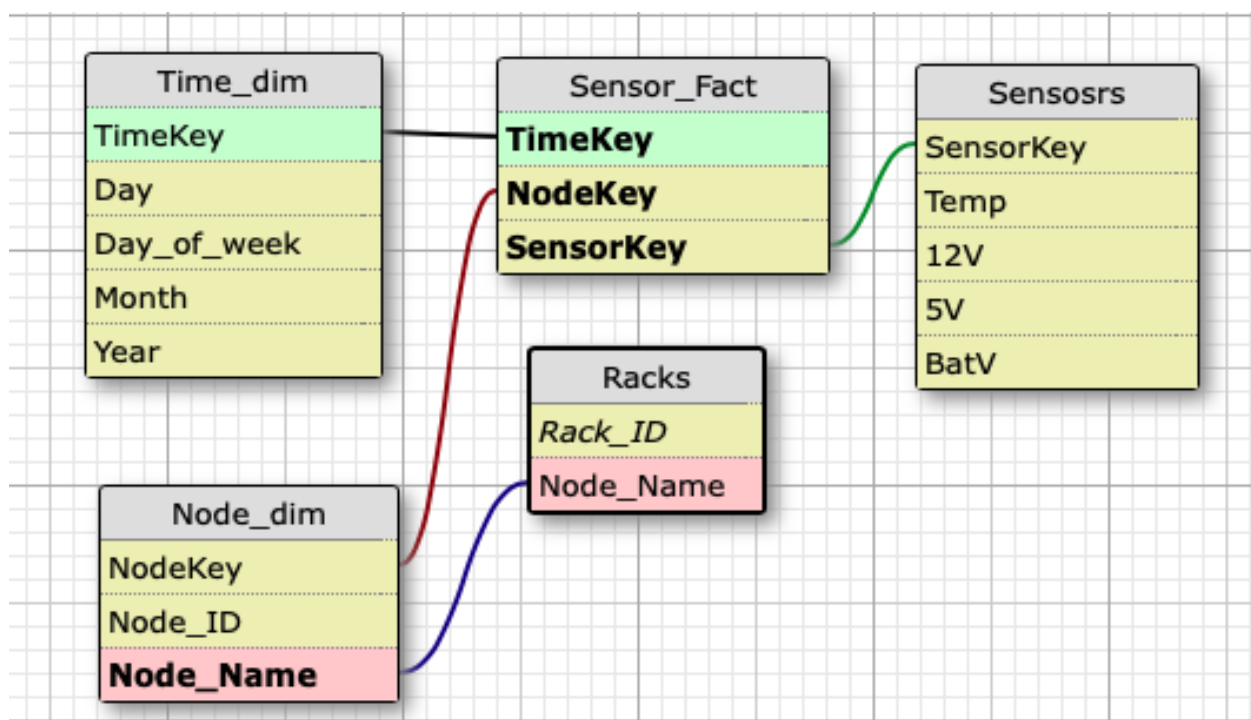 Time_dim
TimeKey
Day
Day_of_week
Month
Year
Sensor_Fact
TimeKey
NodeKey
SensorKey
Sensosrs
SensorKey
Temp
12V
5V
BatV
Racks
Rack_ID
Node_Name
Node_dim
NodeKey
Node_ID
Node_Name